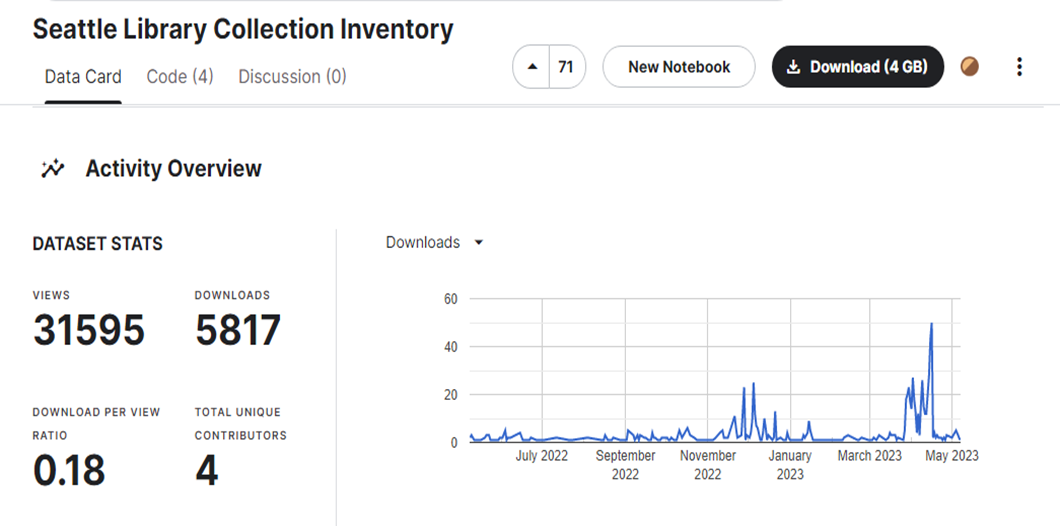 Seattle Library Collection Inventory
Data Card Code (4) Discussion (0)
71
New Notebook
Download (4 GB)
Activity Overview
DATASET STATS
VIEWS
31595
DOWNLOADS
5817
DOWNLOAD PER VIEW
RATIO
0.18
TOTAL UNIQUE
CONTRIBUTORS
4
Downloads
60
40
20
0
July 2022
September
2022
November
2022
January
2023
March 2023
May 2023